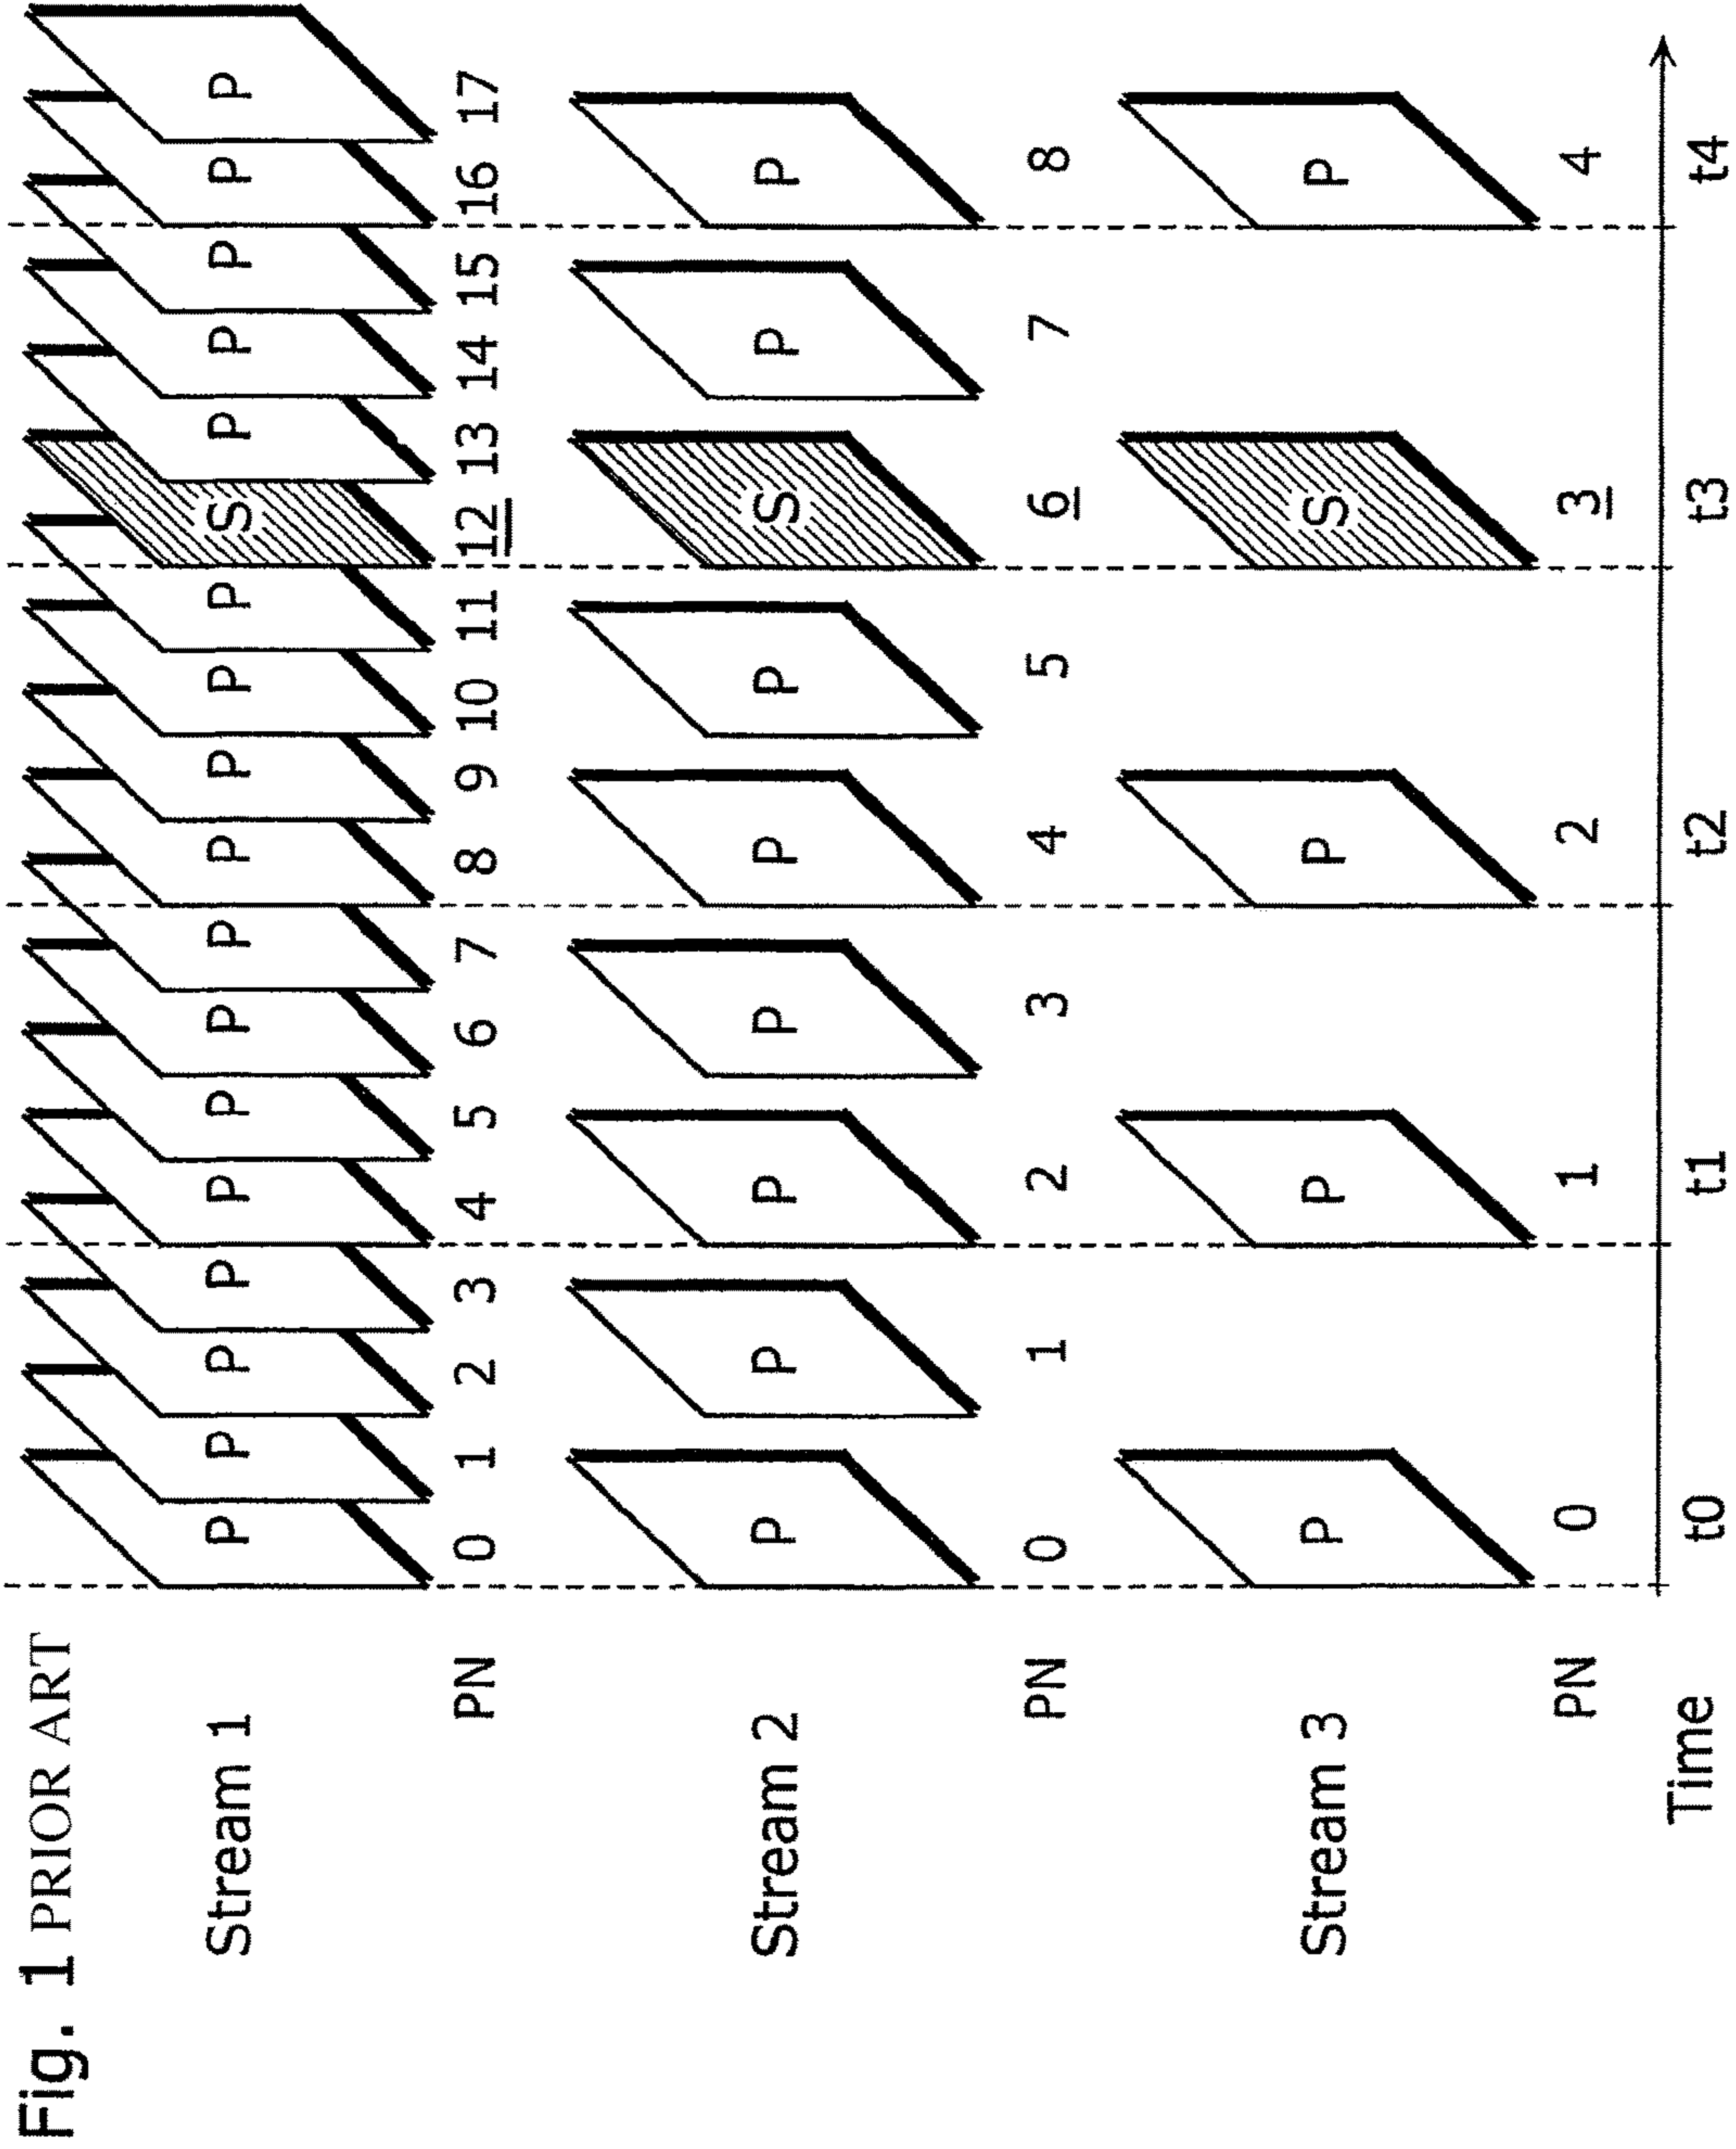 Fig. 1 PRIOR ART
Stream 1 P P P P P P P P P P P P S P P P P P
PN 0 1 2 3 4 5 6 7 8 9 10 11 12 13 14 15 16 17
Stream 2 P P P P P P S P P
PN 0 1 2 3 4 5 6 7 8
Stream 3 P P P S P
PN 0 1 2 3 4
Time t0 t1 t2 t3 t4